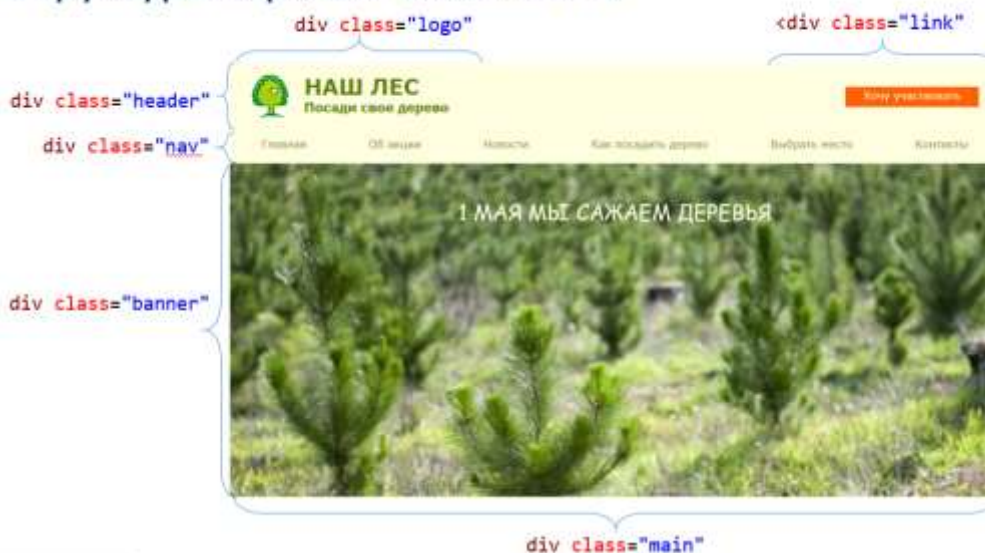 div class="logo"
<div class="link"
div class="header"
НАШ ЛЕС
Посади свое дерево
Хочу участвовать
div class="nav"
Главная Об акции Новости Как посадить дерево Выбрать место Контакты
1 МАЯ МЫ САЖАЕМ ДЕРЕВЬЯ
div class="banner"
div class="main"